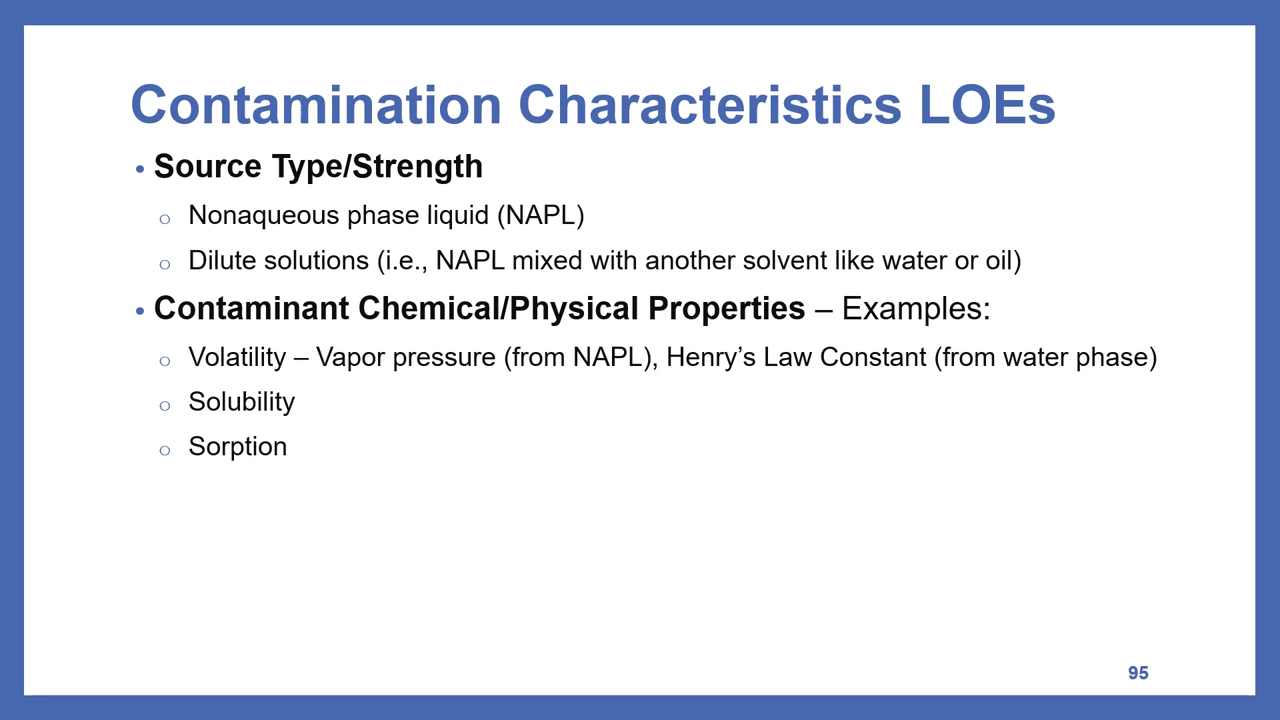 Contamination Characteristics LOEs
• Source Type/Strength
o Nonaqueous phase liquid (NAPL)
o Dilute solutions (i.e., NAPL mixed with another solvent like water or oil)
• Contaminant Chemical/Physical Properties – Examples:
o Volatility – Vapor pressure (from NAPL), Henry’s Law Constant (from water phase)
o Solubility
o Sorption
95